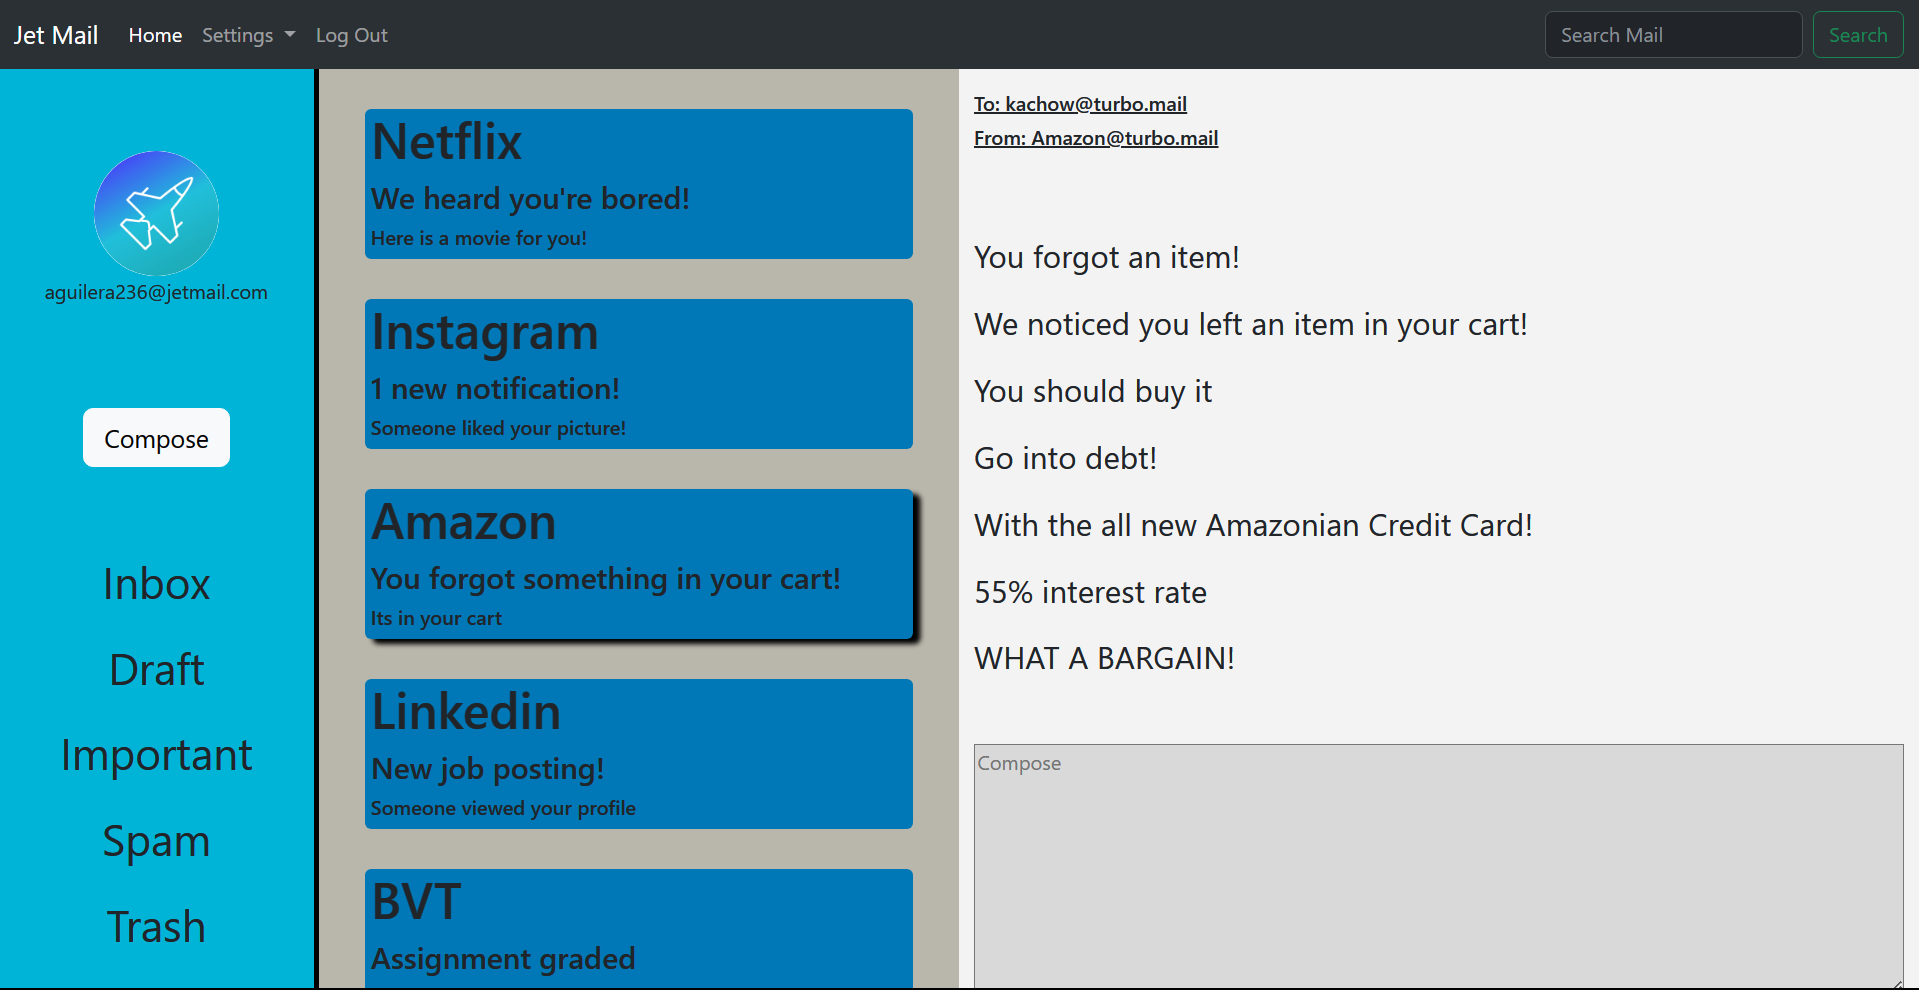 Jet Mail Home Settings Log Out Search Mail Search
aguilera236@jetmail.com
Compose
Inbox
Draft
Important
Spam
Trash
Netflix
We heard you're bored!
Here is a movie for you!
Instagram
1 new notification!
Someone liked your picture!
Amazon
You forgot something in your cart!
Its in your cart
Linkedin
New job posting!
Someone viewed your profile
BVT
Assignment graded
To: kachow@turbo.mail
From: Amazon@turbo.mail
You forgot an item!
We noticed you left an item in your cart!
You should buy it
Go into debt!
With the all new Amazonian Credit Card!
55% interest rate
WHAT A BARGAIN!
Compose